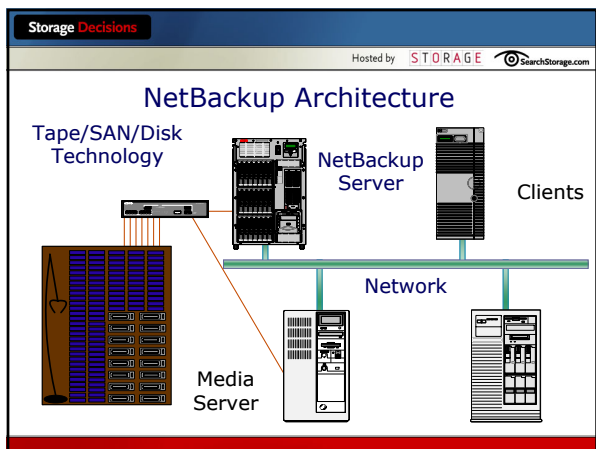 Storage Decisions
Hosted by STORAGE SearchStorage.com
NetBackup Architecture
Tape/SAN/Disk
Technology
NetBackup
Server
Clients
Network
Media
Server